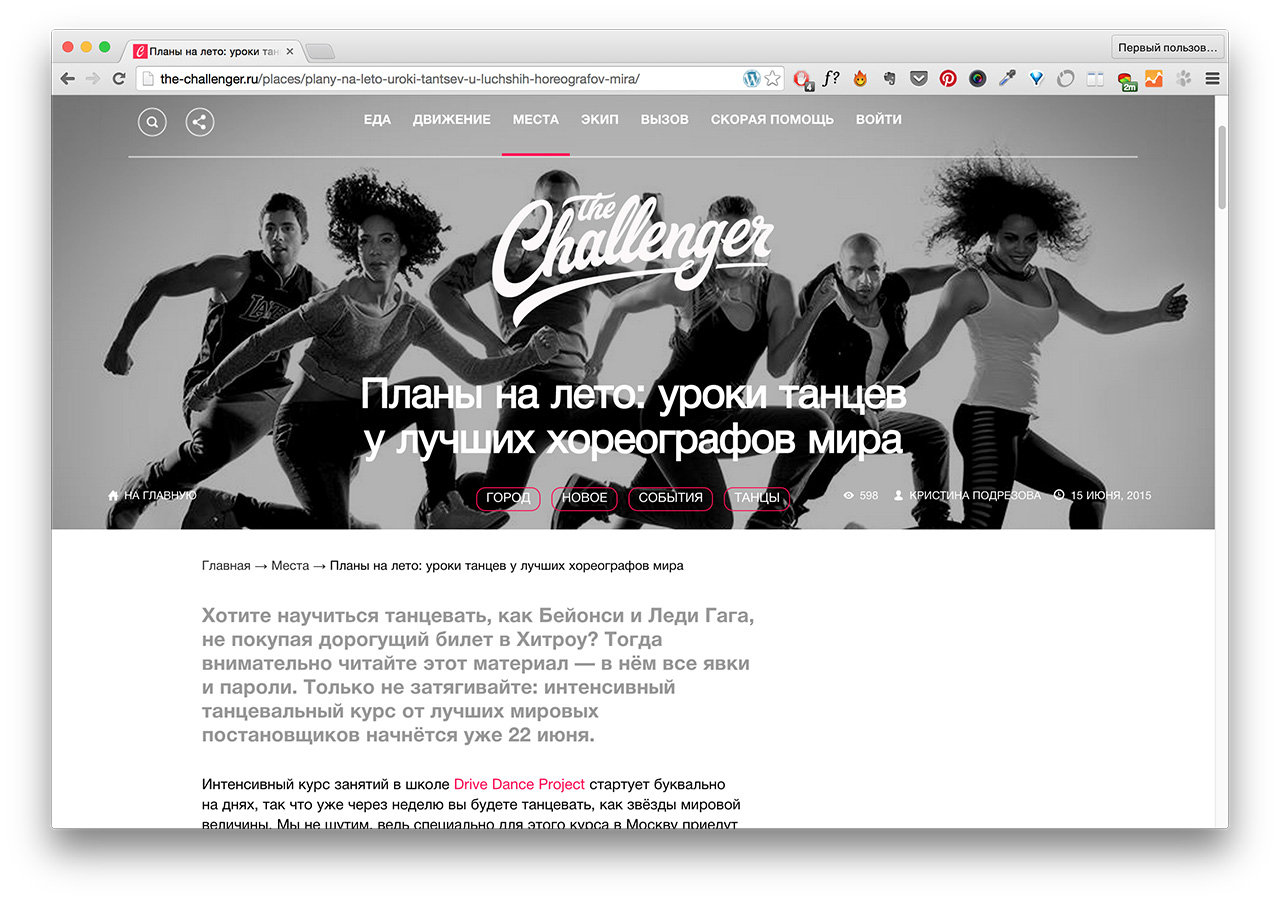 Планы на лето: уроки тан
Первый пользов...
the-challenger.ru/places/plany-na-leto-uroki-tantsev-u-luchshih-horeografov-mira/
4
f?
2m
ЕДА ДВИЖЕНИЕ МЕСТА ЭКИП ВЫЗОВ СКОРАЯ ПОМОЩЬ ВОЙТИ
The
Challenger
Планы на лето: уроки танцев
у лучших хореографов мира
НА ГЛАВНУЮ ГОРОД НОВОЕ СОБЫТИЯ ТАНЦЫ 598 КРИСТИНА ПОДРЕЗОВА 15 ИЮНЯ, 2015
Главная → Места → Планы на лето: уроки танцев у лучших хореографов мира
Хотите научиться танцевать, как Бейонси и Леди Гага,
не покупая дорогущий билет в Хитроу? Тогда
внимательно читайте этот материал — в нём все явки
и пароли. Только не затягивайте: интенсивный
танцевальный курс от лучших мировых
постановщиков начнётся уже 22 июня.
Интенсивный курс занятий в школе Drive Dance Project стартует буквально
на днях, так что уже через неделю вы будете танцевать, как звёзды мировой
величины. Мы не шутим, ведь специально для этого курса в Москву приедут